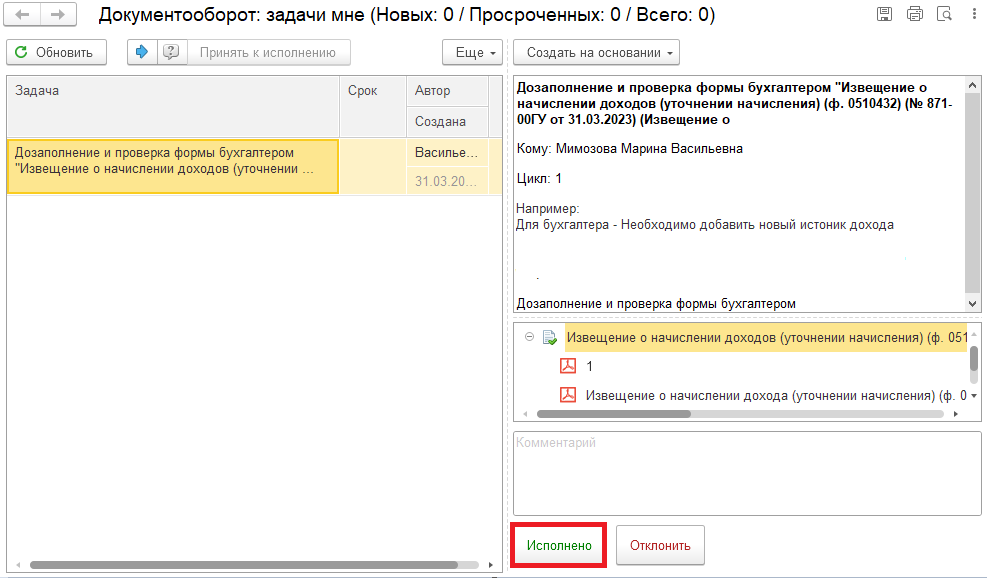 Документооборот: задачи мне (Новых: 0 / Просроченных: 0 / Всего: 0)
Обновить
Принять к исполнению
Еще
Создать на основании
Задача
Срок
Автор
Создана
Дозаполнение и проверка формы бухгалтером
"Извещение о начислении доходов (уточнении ...
Василье...
31.03.20...
Дозаполнение и проверка формы бухгалтером "Извещение о
начислении доходов (уточнении начисления) (ф. 0510432) (№ 871-
00ГУ от 31.03.2023) (Извещение о
Кому: Мимозова Марина Васильевна
Цикл: 1
Например:
Для бухгалтера - Необходимо добавить новый истоник дохода
Дозаполнение и проверка формы бухгалтером
Извещение о начислении доходов (уточнении начисления) (ф. 051
1
Извещение о начислении дохода (уточнении начисления) (ф. 0
Комментарий
Исполнено
Отклонить